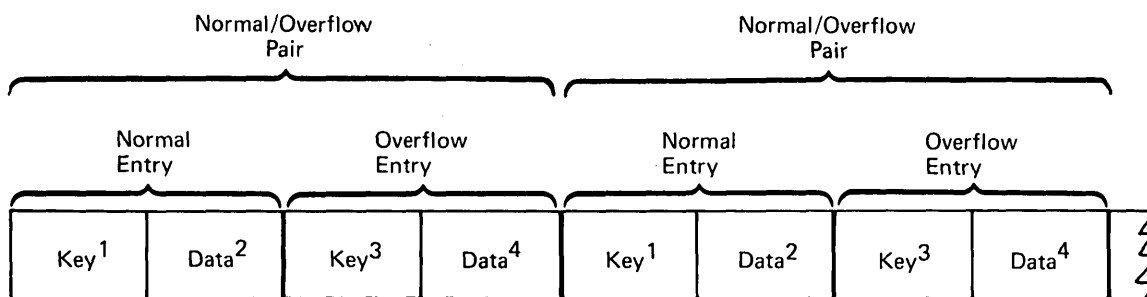 Normal/Overflow Normal/Overflow
Pair Pair
Normal Overflow Normal Overflow
Entry Entry Entry Entry
Key¹ Data² Key³ Data⁴ Key¹ Data² Key³ Data⁴